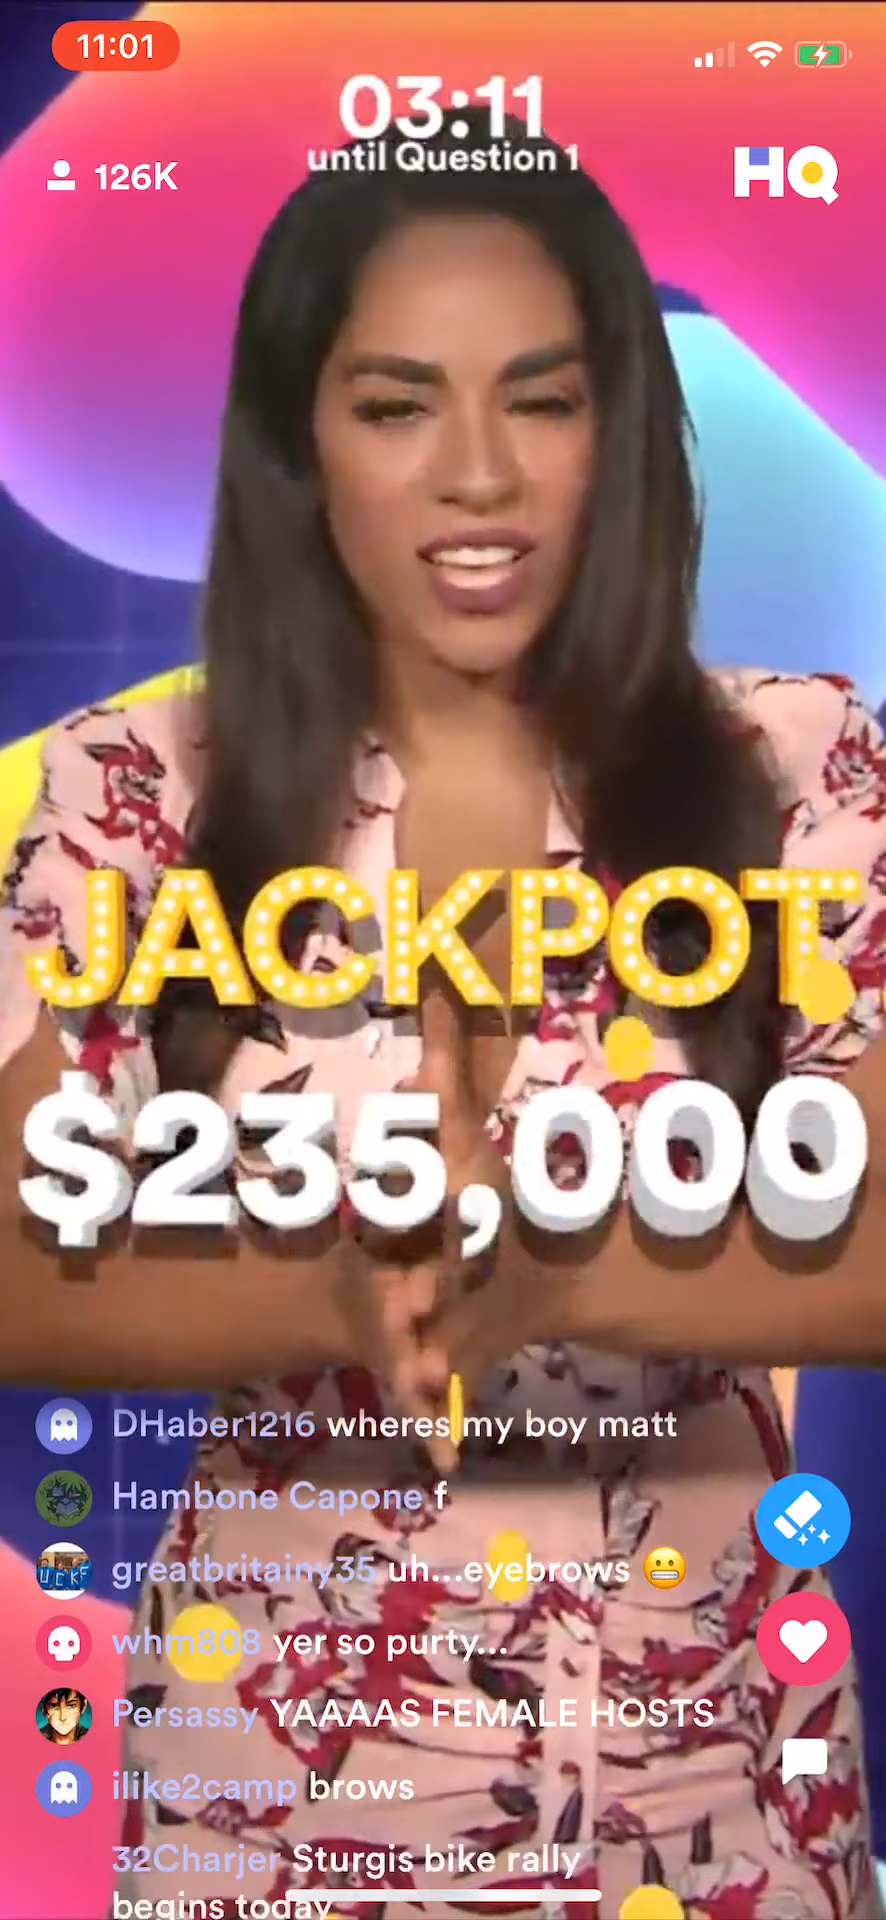 11:01
03:11
until Question 1
126K
HQ
JACKPOT
$235,000
DHaber1216 wheres my boy matt
Hambone Capone f
greatbritainy35 uh...eyebrows 😬
whm808 yer so purty...
Persassy YAAAAS FEMALE HOSTS
ilike2camp brows
32Charjer Sturgis bike rally
begins today